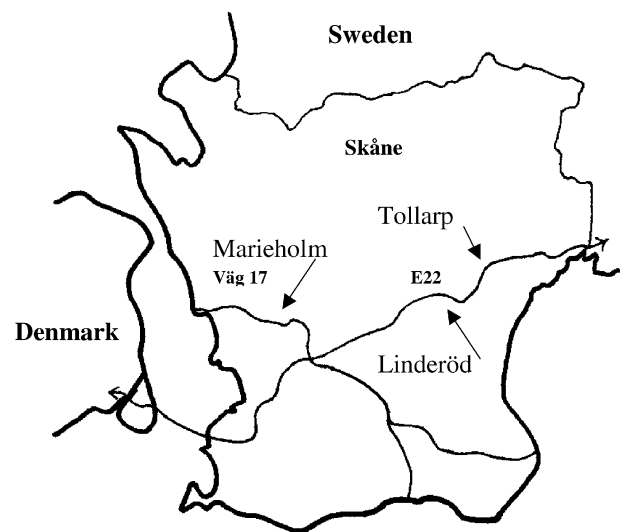 Sweden
Skåne
Tollarp
Marieholm
Väg 17
E22
Denmark
Linderöd